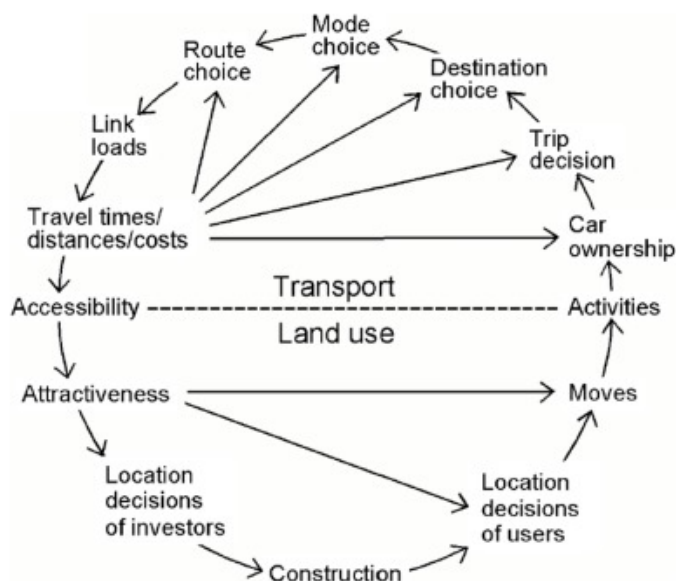 Mode
choice
Route
choice
Destination
choice
Link
loads
Trip
decision
Travel times/
distances/costs
Car
ownership
Transport
Accessibility
Activities
Land use
Attractiveness
Moves
Location
decisions
of investors
Location
decisions
of users
Construction